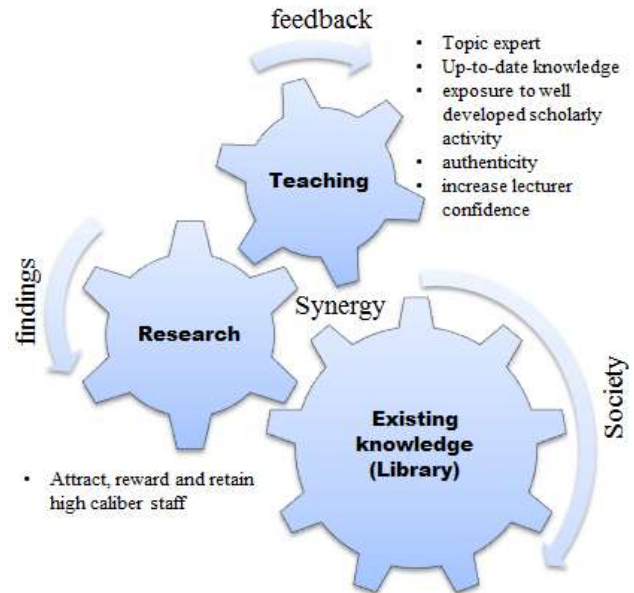 feedback
• Topic expert
• Up-to-date knowledge
• exposure to well
developed scholarly
activity
• authenticity
• increase lecturer
confidence
Teaching
findings
Research
Synergy
Society
Existing
knowledge
(Library)
• Attract, reward and retain
high caliber staff